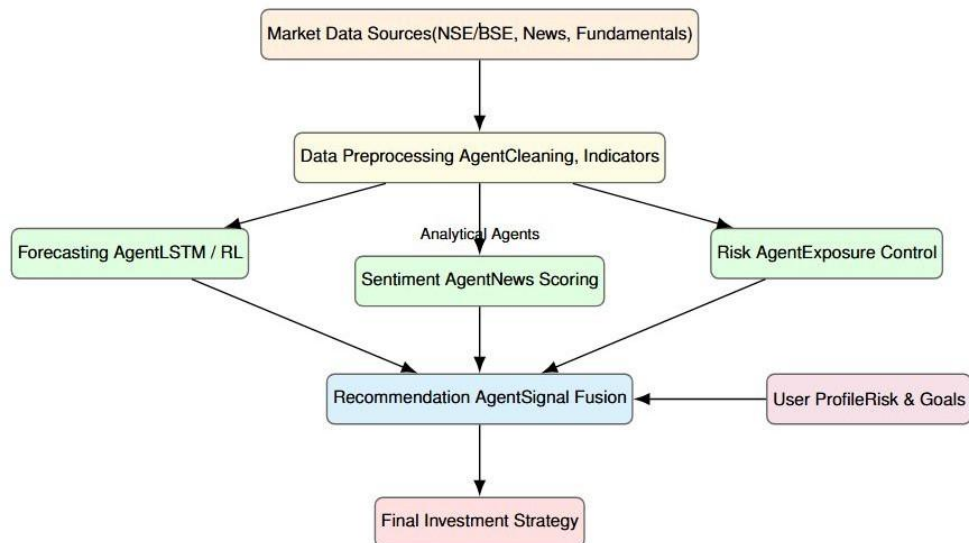 Market Data Sources(NSE/BSE, News, Fundamentals)
Data Preprocessing AgentCleaning, Indicators
Analytical Agents
Forecasting AgentLSTM / RL
Sentiment AgentNews Scoring
Risk AgentExposure Control
Recommendation AgentSignal Fusion
User ProfileRisk & Goals
Final Investment Strategy